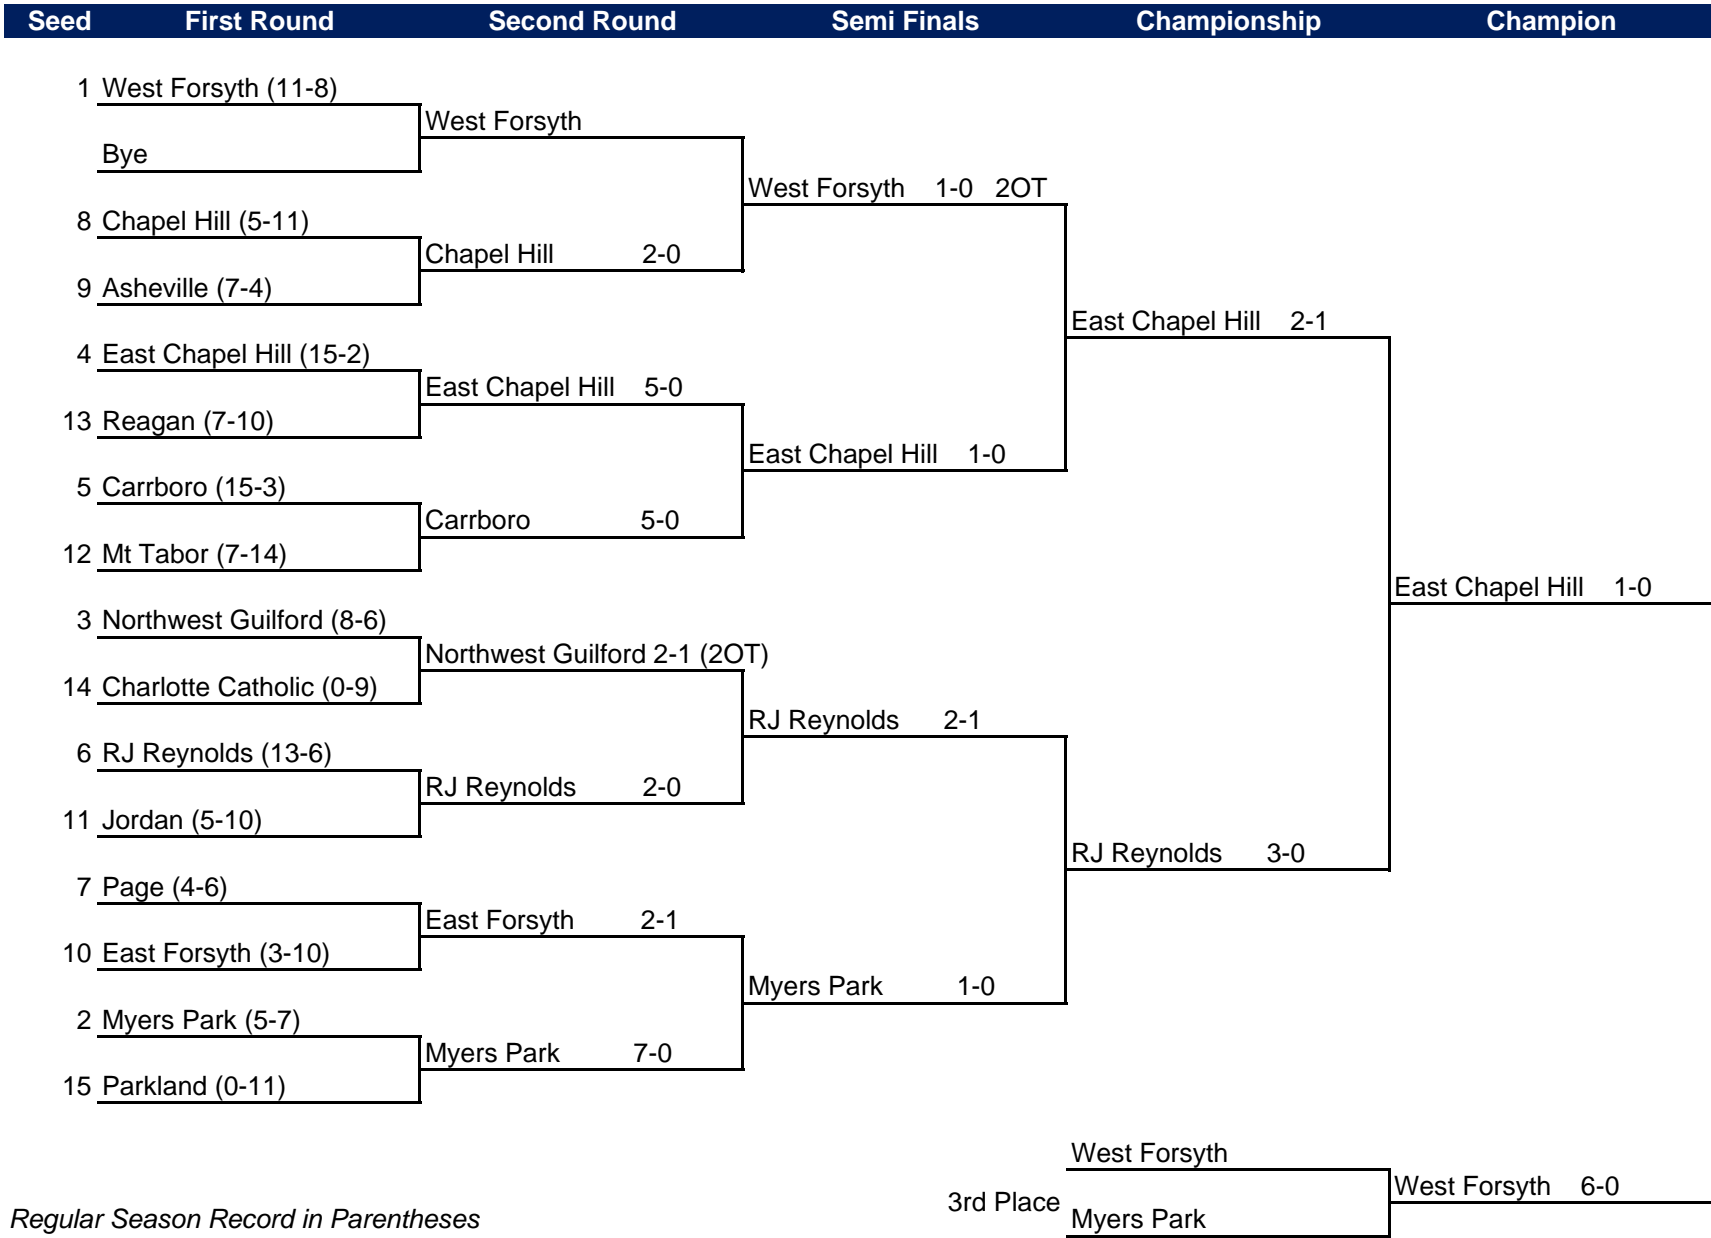 Seed First Round Second Round Semi Finals Championship Champion
1 West Forsyth (11-8)
West Forsyth
Bye
West Forsyth 1-0 2OT
8 Chapel Hill (5-11)
Chapel Hill 2-0
9 Asheville (7-4)
East Chapel Hill 2-1
4 East Chapel Hill (15-2)
East Chapel Hill 5-0
13 Reagan (7-10)
East Chapel Hill 1-0
5 Carrboro (15-3)
Carrboro 5-0
12 Mt Tabor (7-14)
East Chapel Hill 1-0
3 Northwest Guilford (8-6)
Northwest Guilford 2-1 (2OT)
14 Charlotte Catholic (0-9)
RJ Reynolds 2-1
6 RJ Reynolds (13-6)
RJ Reynolds 2-0
11 Jordan (5-10)
RJ Reynolds 3-0
7 Page (4-6)
East Forsyth 2-1
10 East Forsyth (3-10)
Myers Park 1-0
2 Myers Park (5-7)
Myers Park 7-0
15 Parkland (0-11)
West Forsyth
West Forsyth 6-0
3rd Place
Regular Season Record in Parentheses
Myers Park